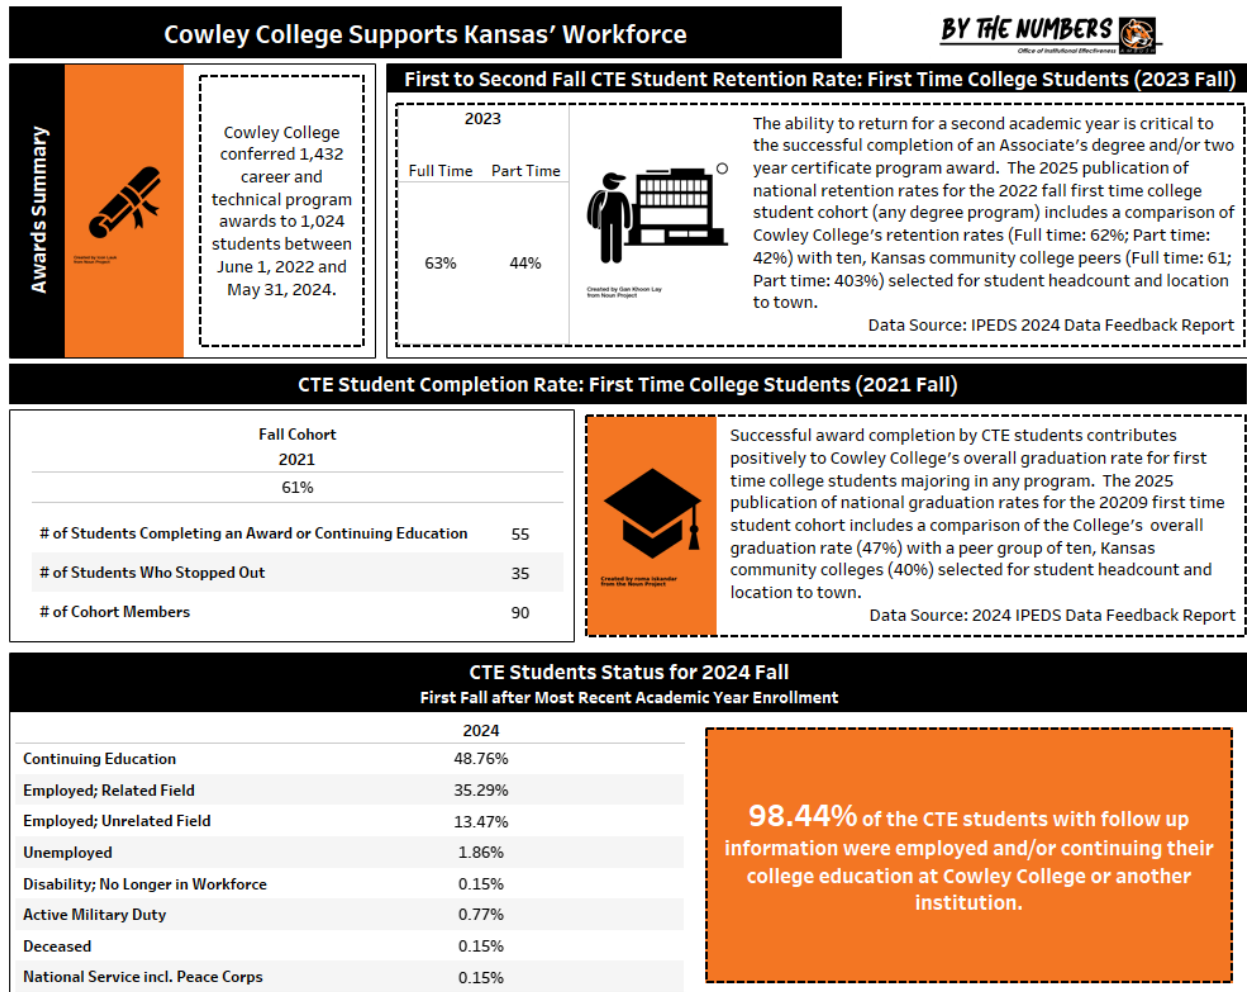 Cowley College Supports Kansas' Workforce
BY THE NUMBERS
Office of Institutional Effectiveness
Awards Summary
Created by Icon Lauk
from Noun Project
Cowley College
conferred 1,432
career and
technical program
awards to 1,024
students between
June 1, 2022 and
May 31, 2024.
First to Second Fall CTE Student Retention Rate: First Time College Students (2023 Fall)
2023
Full Time Part Time
63% 44%
Created by Gan Khoon Lay
from Noun Project
The ability to return for a second academic year is critical to
the successful completion of an Associate's degree and/or two
year certificate program award. The 2025 publication of
national retention rates for the 2022 fall first time college
student cohort (any degree program) includes a comparison of
Cowley College's retention rates (Full time: 62%; Part time:
42%) with ten, Kansas community college peers (Full time: 61;
Part time: 403%) selected for student headcount and location
to town.
Data Source: IPEDS 2024 Data Feedback Report
CTE Student Completion Rate: First Time College Students (2021 Fall)
Fall Cohort
2021
61%
# of Students Completing an Award or Continuing Education 55
# of Students Who Stopped Out 35
# of Cohort Members 90
Created by roma Iskandar
from the Noun Project
Successful award completion by CTE students contributes
positively to Cowley College's overall graduation rate for first
time college students majoring in any program. The 2025
publication of national graduation rates for the 20209 first time
student cohort includes a comparison of the College's overall
graduation rate (47%) with a peer group of ten, Kansas
community colleges (40%) selected for student headcount and
location to town.
Data Source: 2024 IPEDS Data Feedback Report
CTE Students Status for 2024 Fall
First Fall after Most Recent Academic Year Enrollment
2024
Continuing Education 48.76%
Employed; Related Field 35.29%
Employed; Unrelated Field 13.47%
Unemployed 1.86%
Disability; No Longer in Workforce 0.15%
Active Military Duty 0.77%
Deceased 0.15%
National Service incl. Peace Corps 0.15%
98.44% of the CTE students with follow up
information were employed and/or continuing their
college education at Cowley College or another
institution.